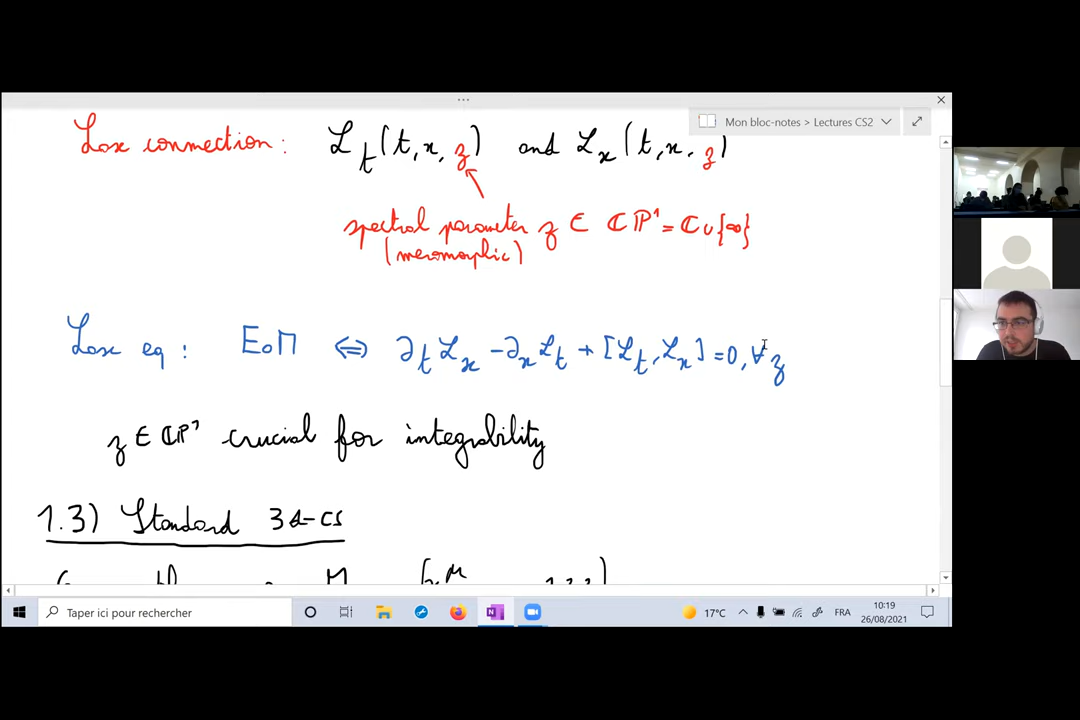 Mon bloc-notes > Lectures CS2
Lax connection: ℒ_t(t,x,z) and ℒ_x(t,x,z)
spectral parameter z ∈ ℂℙ¹ = ℂ∪{∞}
(meromorphic)
Lax eq: EoM ⟺ ∂_t ℒ_x - ∂_x ℒ_t + [ℒ_t, ℒ_x] = 0, ∀z
z ∈ ℂℙ¹ crucial for integrability
1.3) Standard 3d-CS
Taper ici pour rechercher
17°C
FRA
10:19
26/08/2021